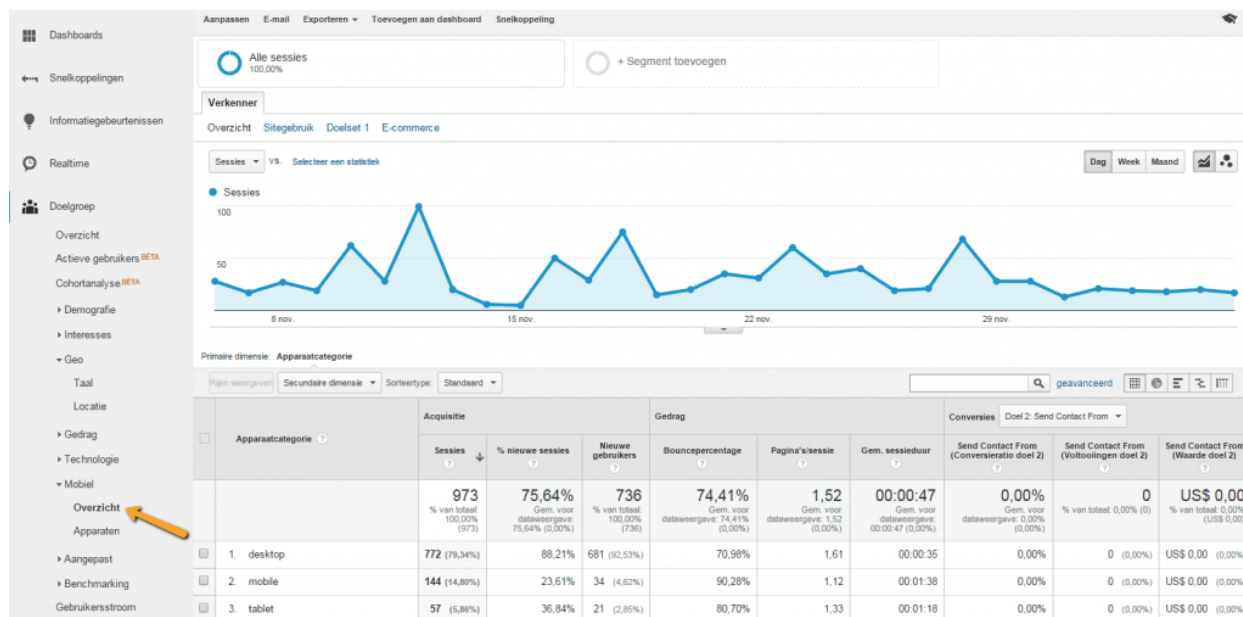 Aanpassen E-mail Exporteren Toevoegen aan dashboard Snelkoppeling
Dashboards
Snelkoppelingen
Informatiegebeurtenissen
Realtime
Doelgroep
Overzicht
Actieve gebruikers BÈTA
Cohortanalyse BÈTA
Demografie
Interesses
Geo
Taal
Locatie
Gedrag
Technologie
Mobiel
Overzicht
Apparaten
Aangepast
Benchmarking
Gebruikersstroom
Alle sessies
100,00%
+ Segment toevoegen
Verkenner
Overzicht Sitegebruik Doelset 1 E-commerce
Sessies VS. Selecteer een statistiek
Dag Week Maand
Sessies
100
50
8 nov. 15 nov. 22 nov. 29 nov.
Primaire dimensie: Apparaatcategorie
Rijen weergeven Secundaire dimensie Sorteertype: Standaard geavanceerd
Apparaatcategorie ?
Acquisitie
Gedrag
Conversies Doel 2: Send Contact From
Sessies ?
% nieuwe sessies ?
Nieuwe gebruikers ?
Bouncepercentage ?
Pagina's/sessie ?
Gem. sessieduur ?
Send Contact From
(Conversieratio doel 2)
?
Send Contact From
(Voltooiingen doel 2)
?
Send Contact From
(Waarde doel 2)
?
973
% van totaal:
100,00%
(973)
75,64%
Gem. voor
dataweergave:
75,64% (0,00%)
736
% van totaal:
100,00%
(736)
74,41%
Gem. voor
dataweergave: 74,41%
(0,00%)
1,52
Gem. voor
dataweergave: 1,52
(0,00%)
00:00:47
Gem. voor
dataweergave:
00:00:47 (0,00%)
0,00%
Gem. voor
dataweergave: 0,00%
(0,00%)
0
% van totaal: 0,00% (0)
US$ 0,00
% van totaal: 0,00%
(US$ 0,00)
1. desktop 772 (79,34%) 88,21% 681 (92,53%) 70,98% 1,61 00:00:35 0,00% 0 (0,00%) US$ 0,00 (0,00%
2. mobile 144 (14,80%) 23,61% 34 (4,62%) 90,28% 1,12 00:01:38 0,00% 0 (0,00%) US$ 0,00 (0,00%
3. tablet 57 (5,86%) 36,84% 21 (2,85%) 80,70% 1,33 00:01:18 0,00% 0 (0,00%) US$ 0,00 (0,00%